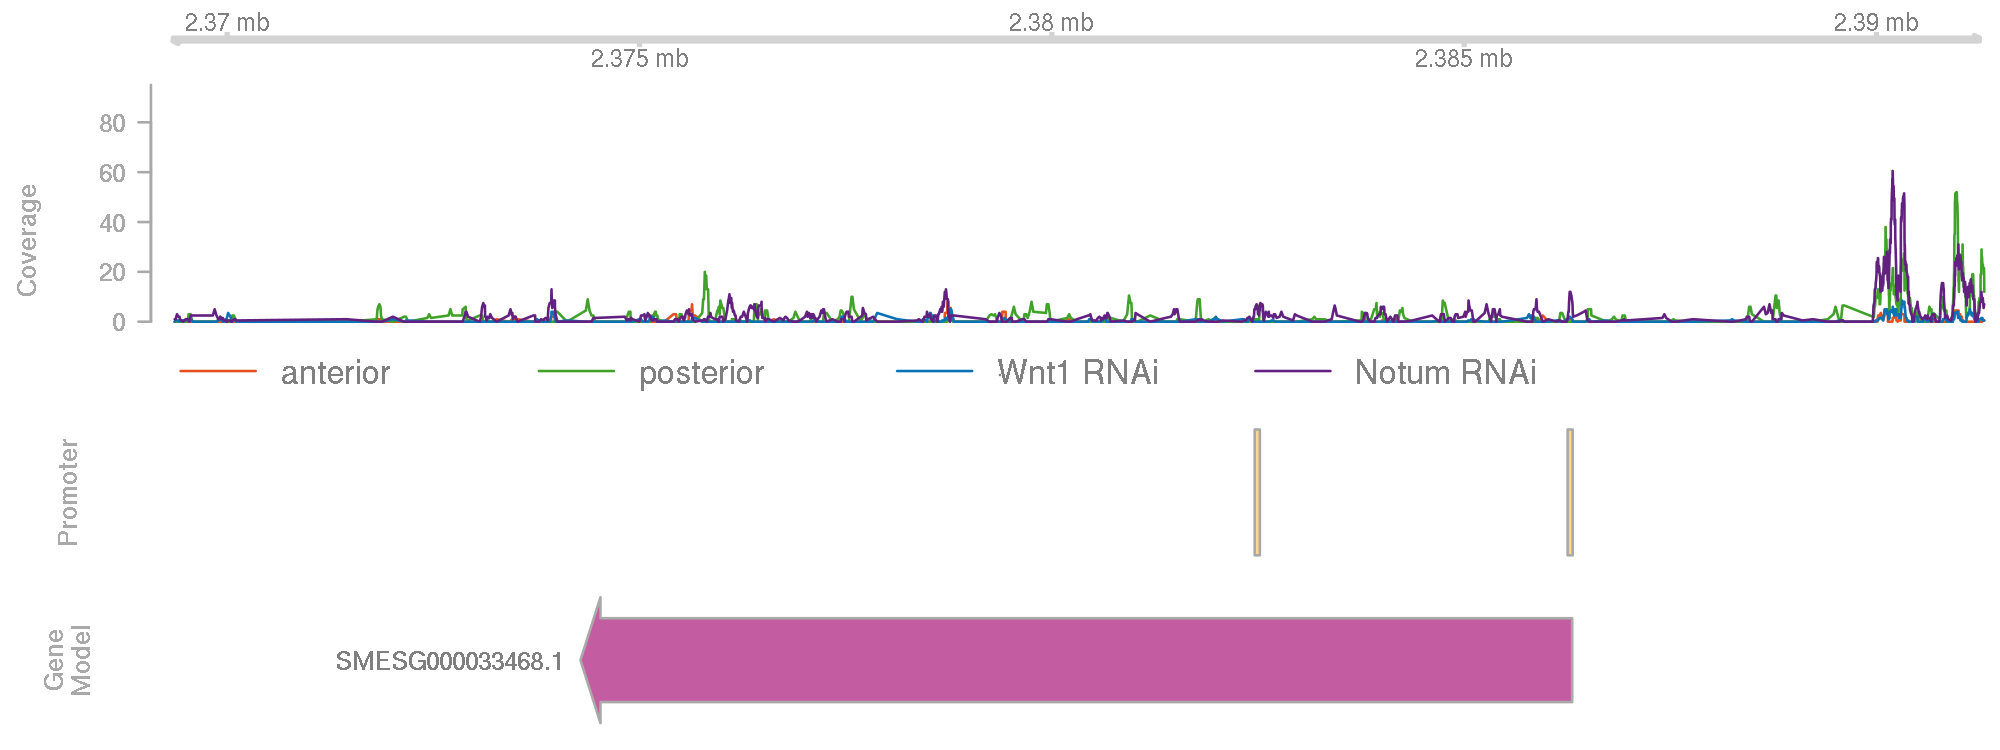 2.37 mb 2.38 mb 2.39 mb
2.375 mb 2.385 mb
Coverage
80
60
40
20
0
anterior posterior Wnt1 RNAi Notum RNAi
Promoter
Gene
Model
SMESG000033468.1